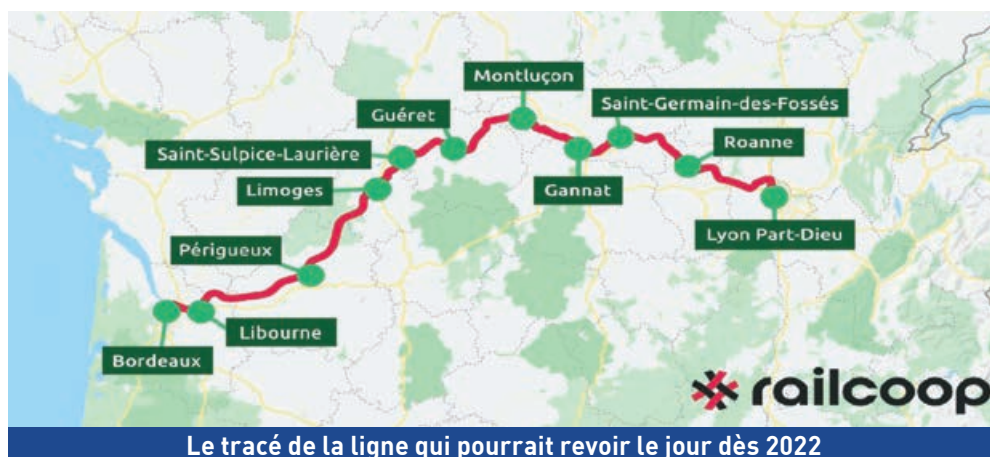 Montluçon
Saint-Germain-des-Fossés
Guéret
Roanne
Saint-Sulpice-Laurière
Limoges
Gannat
Lyon Part-Dieu
Périgueux
Libourne
Bordeaux
railcoop
Le tracé de la ligne qui pourrait revoir le jour dès 2022